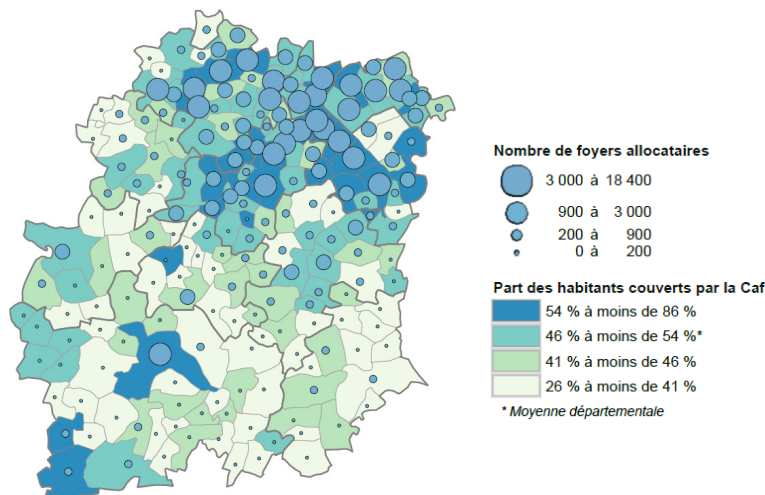 Nombre de foyers allocataires
3 000 à 18 400
900 à 3 000
200 à 900
0 à 200
Part des habitants couverts par la Caf
54 % à moins de 86 %
46 % à moins de 54 %*
41 % à moins de 46 %
26 % à moins de 41 %
* Moyenne départementale